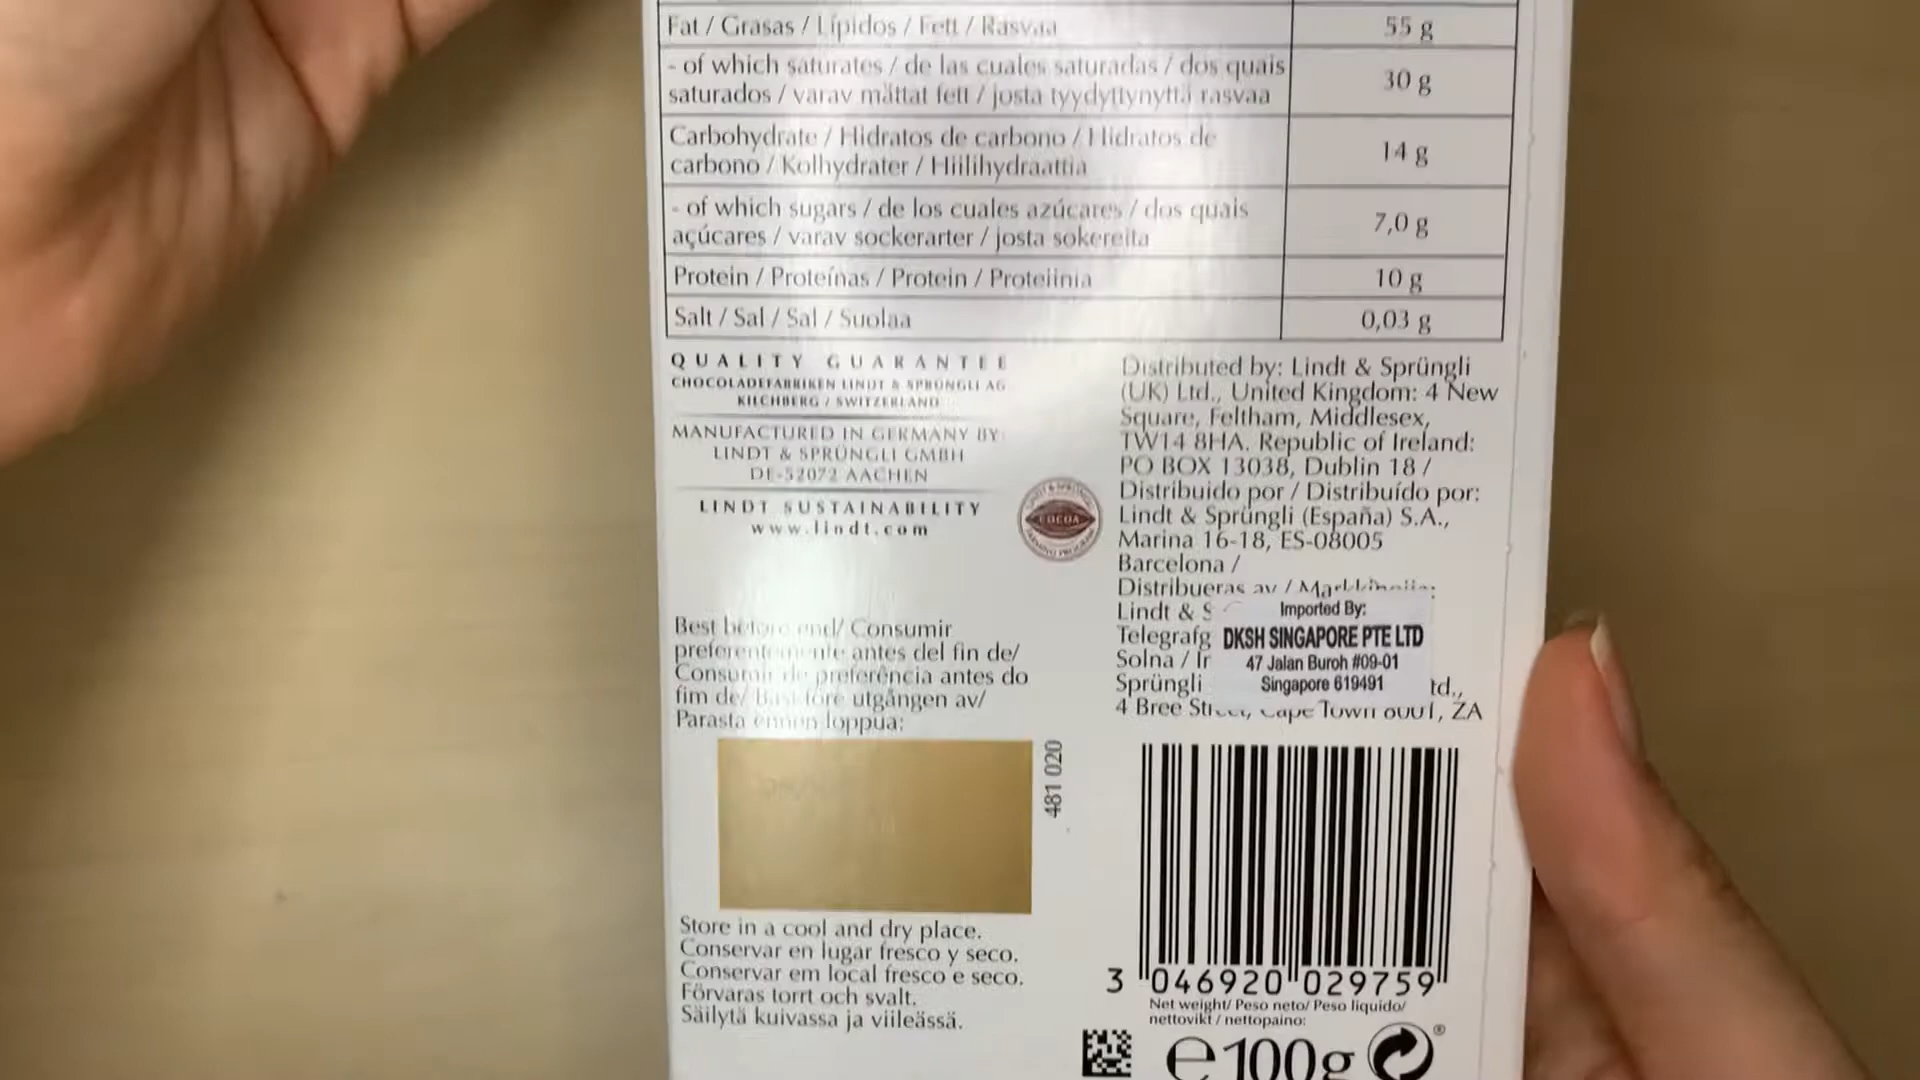 Fat / Grasas / Lípidos / Fett / Rasvaa 55 g
- of which saturates / de las cuales saturadas / dos quais
saturados / varav mättat fett / josta tyydyttynyttä rasvaa 30 g
Carbohydrate / Hidratos de carbono / Hidratos de
carbono / Kolhydrater / Hiilihydraattia 14 g
- of which sugars / de los cuales azúcares / dos quais
açúcares / varav sockerarter / josta sokereita 7,0 g
Protein / Proteínas / Protein / Proteiinia 10 g
Salt / Sal / Sal / Suolaa 0,03 g
QUALITY GUARANTEE
CHOCOLADEFABRIKEN LINDT & SPRÜNGLI AG
KILCHBERG / SWITZERLAND
MANUFACTURED IN GERMANY BY:
LINDT & SPRÜNGLI GMBH
DE-52072 AACHEN
LINDT SUSTAINABILITY
www.lindt.com
COCOA
Distributed by: Lindt & Sprüngli
(UK) Ltd., United Kingdom: 4 New
Square, Feltham, Middlesex,
TW14 8HA. Republic of Ireland:
PO BOX 13038, Dublin 18 /
Distribuido por / Distribuído por:
Lindt & Sprüngli (España) S.A.,
Marina 16-18, ES-08005
Barcelona /
Distribueras av /
Lindt &
Solna /
Sprüngli td.,
4 Bree Cape Town 8001, ZA
Imported By:
DKSH SINGAPORE PTE LTD
47 Jalan Buroh #09-01
Singapore 619491
Best before end/ Consumir
preferentemente antes del fin de/
Consumir de preferência antes do
fim de/ Bäst före utgången av/
Parasta ennen loppua:
481 020
Store in a cool and dry place.
Conservar en lugar fresco y seco.
Conservar em local fresco e seco.
Förvaras torrt och svalt.
Säilytä kuivassa ja viileässä.
3 046920 029759
Net weight/ Peso neto/ Peso líquido/
nettovikt / nettopaino:
e 100g